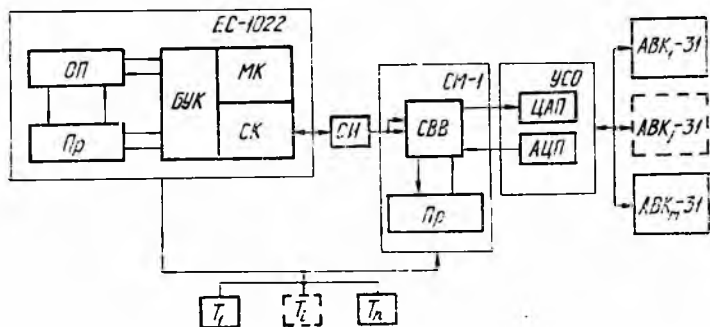 ЕС-1022
ОП
Пр
БУК
МК
СК
СИ
СМ-1
СВВ
Пр
УСО
ЦАП
АЦП
АВК₁-31
АВКⱼ-31
АВКₙ-31
T₁
Tᵢ
Tₙ